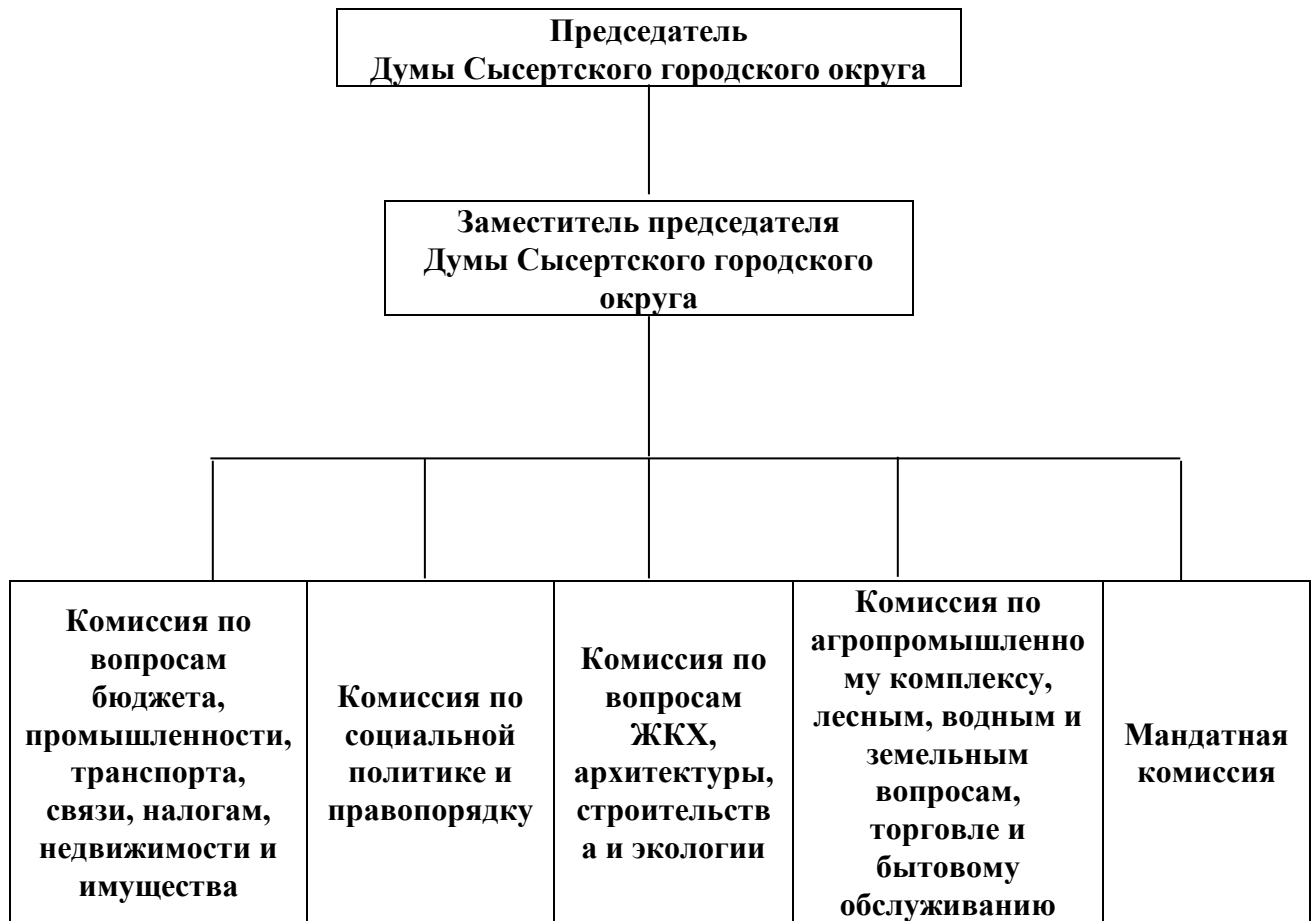 Председатель
Думы Сысертского городского округа
Заместитель председателя
Думы Сысертского городского
округа
Комиссия по
вопросам
бюджета,
промышленности,
транспорта,
связи, налогам,
недвижимости и
имущества
Комиссия по
социальной
политике и
правопорядку
Комиссия по
вопросам
ЖКХ,
архитектуры,
строительств
а и экологии
Комиссия по
агропромышленно
му комплексу,
лесным, водным и
земельным
вопросам,
торговле и
бытовому
обслуживанию
Мандатная
комиссия